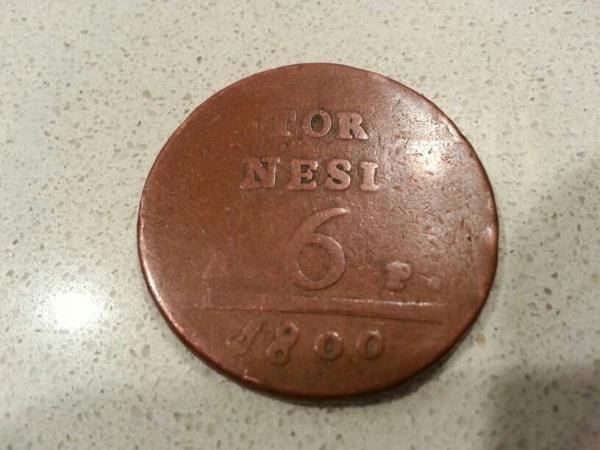 TOR
NESI
6
A P.
1800